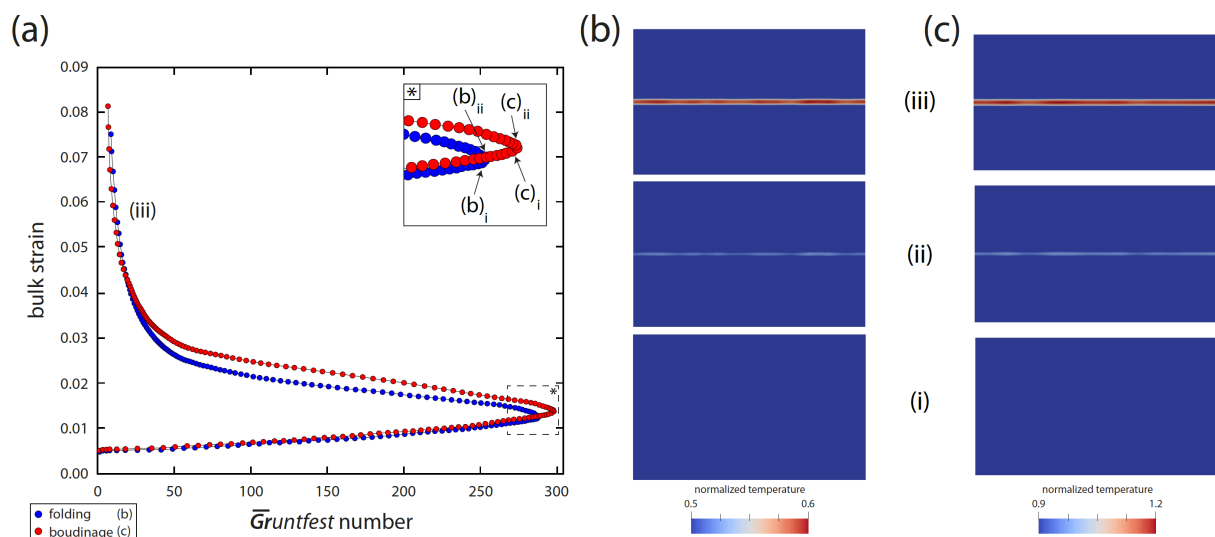 (a)
(b)
(c)
0.09
0.08
0.07
0.06
0.05
0.04
0.03
0.02
0.01
0.00
bulk strain
0
50
100
150
200
250
300
Gruntfest number
(iii)
*
(b)ii
(c)ii
(b)i
(c)i
*
folding (b)
boudinage (c)
(iii)
(ii)
(i)
normalized temperature
0.5 0.6
normalized temperature
0.9 1.2